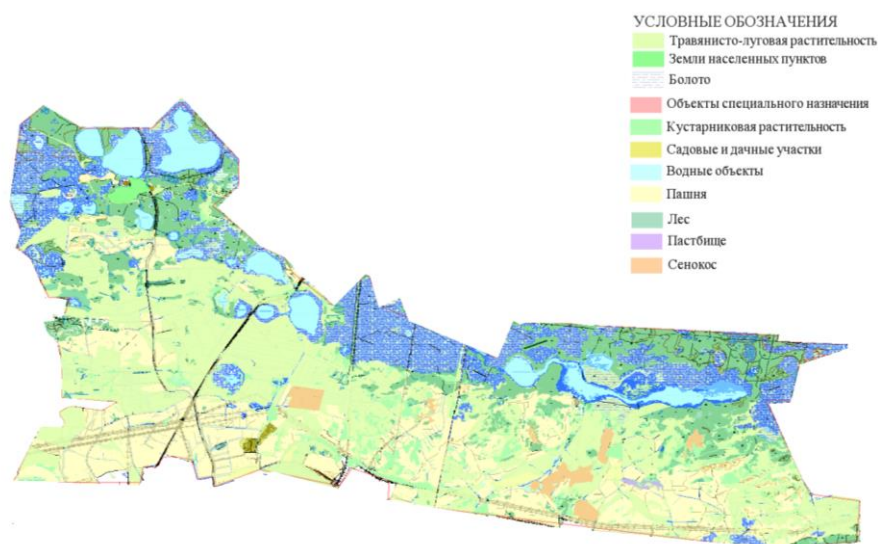 УСЛОВНЫЕ ОБОЗНАЧЕНИЯ
Травянисто-луговая растительность
Земли населенных пунктов
Болото
Объекты специального назначения
Кустарниковая растительность
Садовые и дачные участки
Водные объекты
Пашня
Лес
Пастбище
Сенокос